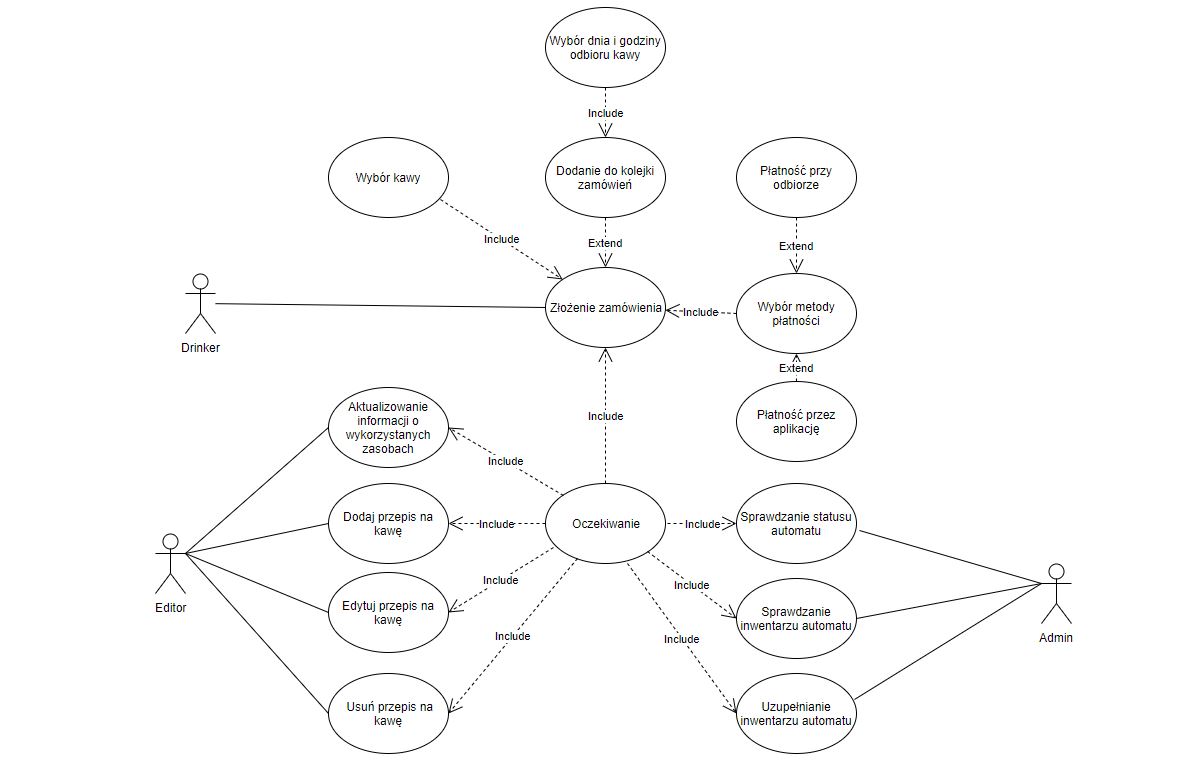 Wybór dnia i godziny
odbioru kawy
Include
Wybór kawy
Dodanie do kolejki
zamówień
Płatność przy
odbiorze
Include
Extend
Extend
Złożenie zamówienia
Include
Wybór metody
płatności
Drinker
Extend
Płatność przez
aplikację
Include
Aktualizowanie
informacji o
wykorzystanych
zasobach
Include
Dodaj przepis na
kawę
Include
Oczekiwanie
Include
Sprawdzanie statusu
automatu
Editor
Include
Include
Edytuj przepis na
kawę
Sprawdzanie
inwentarzu automatu
Admin
Include
Include
Usuń przepis na
kawę
Uzupełnianie
inwentarzu automatu